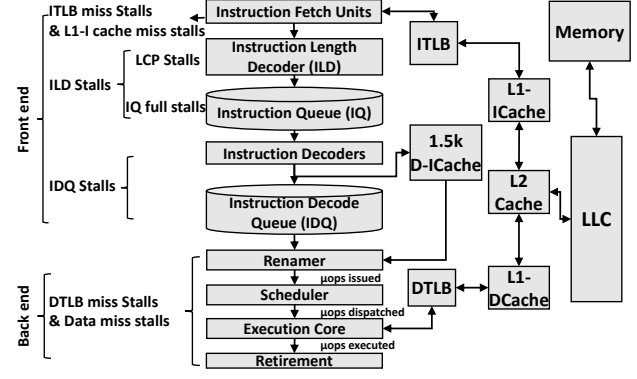 ITLB miss Stalls
& L1-I cache miss stalls
Instruction Fetch Units
ITLB
Memory
Front end
ILD Stalls
LCP Stalls
IQ full stalls
Instruction Length
Decoder (ILD)
L1-
ICache
Instruction Queue (IQ)
Instruction Decoders
1.5k
D-ICache
IDQ Stalls
Instruction Decode
Queue (IDQ)
L2
Cache
LLC
Renamer
μops issued
Back end
DTLB miss Stalls
& Data miss stalls
Scheduler
μops dispatched
DTLB
L1-
DCache
Execution Core
μops executed
Retirement